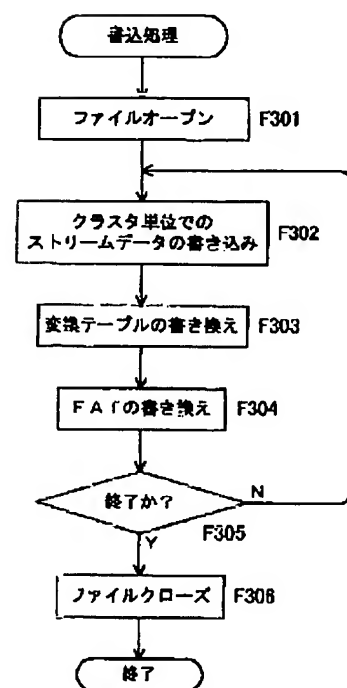 書込処理
ファイルオープン F301
クラスタ単位での
ストリームデータの書き込み F302
変換テーブルの書き換え F303
FATの書き換え F304
終了か?
N
F305
Y
ファイルクローズ F306
終了